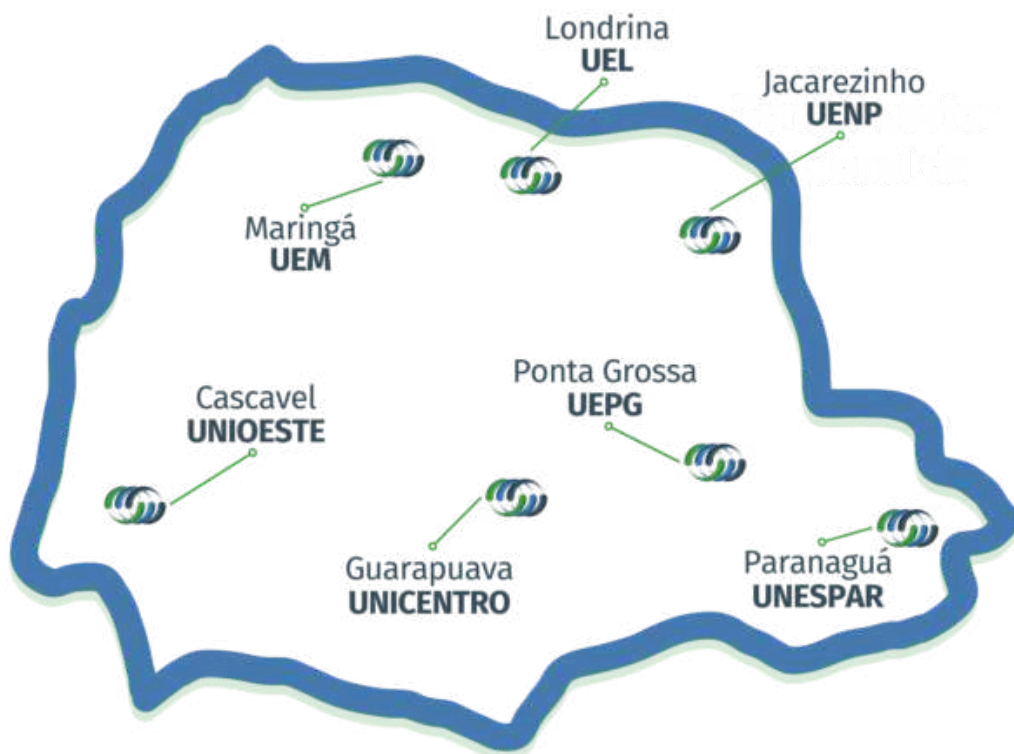 Londrina
UEL
Jacarezinho
UENP
Maringá
UEM
Ponta Grossa
UEPG
Cascavel
UNIOESTE
Guarapuava
UNICENTRO
Paranaguá
UNESPAR